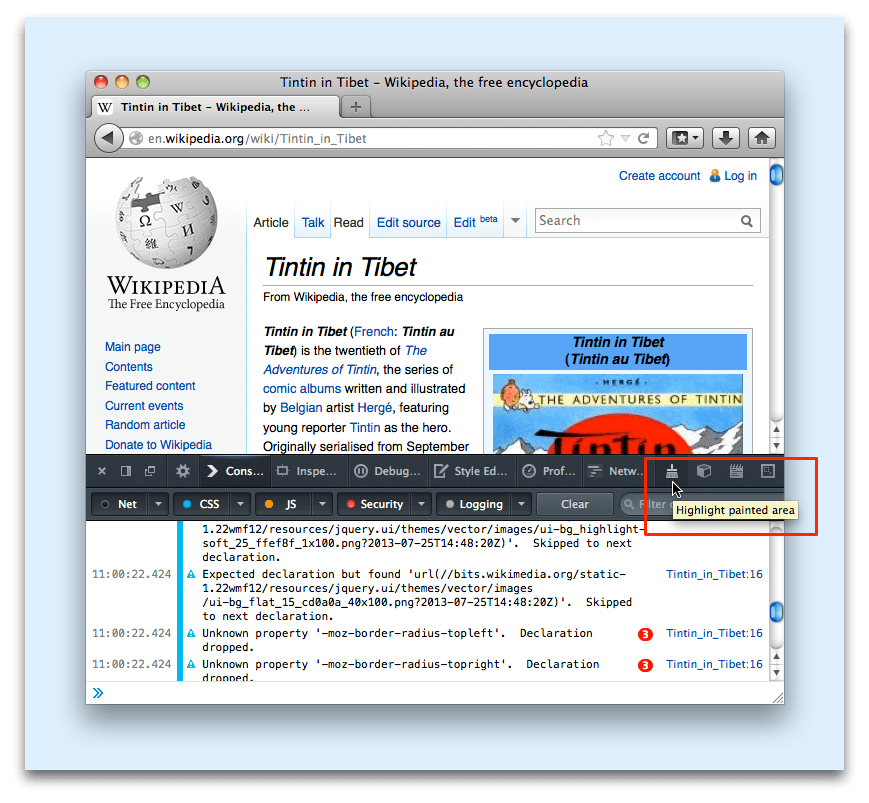 Tintin in Tibet – Wikipedia, the free encyclopedia
W Tintin in Tibet – Wikipedia, the ...
en.wikipedia.org/wiki/Tintin_in_Tibet
Create account Log in
Article Talk Read Edit source Edit beta Search
Ω W И 維 7
WIKIPEDIA
The Free Encyclopedia
Main page
Contents
Featured content
Current events
Random article
Donate to Wikipedia
Tintin in Tibet
From Wikipedia, the free encyclopedia
Tintin in Tibet (French: Tintin au
Tibet) is the twentieth of The
Adventures of Tintin, the series of
comic albums written and illustrated
by Belgian artist Hergé, featuring
young reporter Tintin as the hero.
Originally serialised from September
Tintin in Tibet
(Tintin au Tibet)
· HERGÉ ·
THE ADVENTURES OF TINTIN
Tintin
Cons... Inspe... Debug... Style Ed... Prof... Netw...
Net CSS JS Security Logging Clear Filter
Highlight painted area
1.22wmf12/resources/jquery.ui/themes/vector/images/ui-bg_highlight-
soft_25_ffef8f_1x100.png?2013-07-25T14:48:20Z)'. Skipped to next
declaration.
11:00:22.424 Expected declaration but found 'url(//bits.wikimedia.org/static- Tintin_in_Tibet:16
1.22wmf12/resources/jquery.ui/themes/vector/images
/ui-bg_flat_15_cd0a0a_40x100.png?2013-07-25T14:48:20Z)'. Skipped
to next declaration.
11:00:22.424 Unknown property '-moz-border-radius-topleft'. Declaration 3 Tintin_in_Tibet:16
dropped.
11:00:22.424 Unknown property '-moz-border-radius-topright'. Declaration 3 Tintin_in_Tibet:16
dropped.